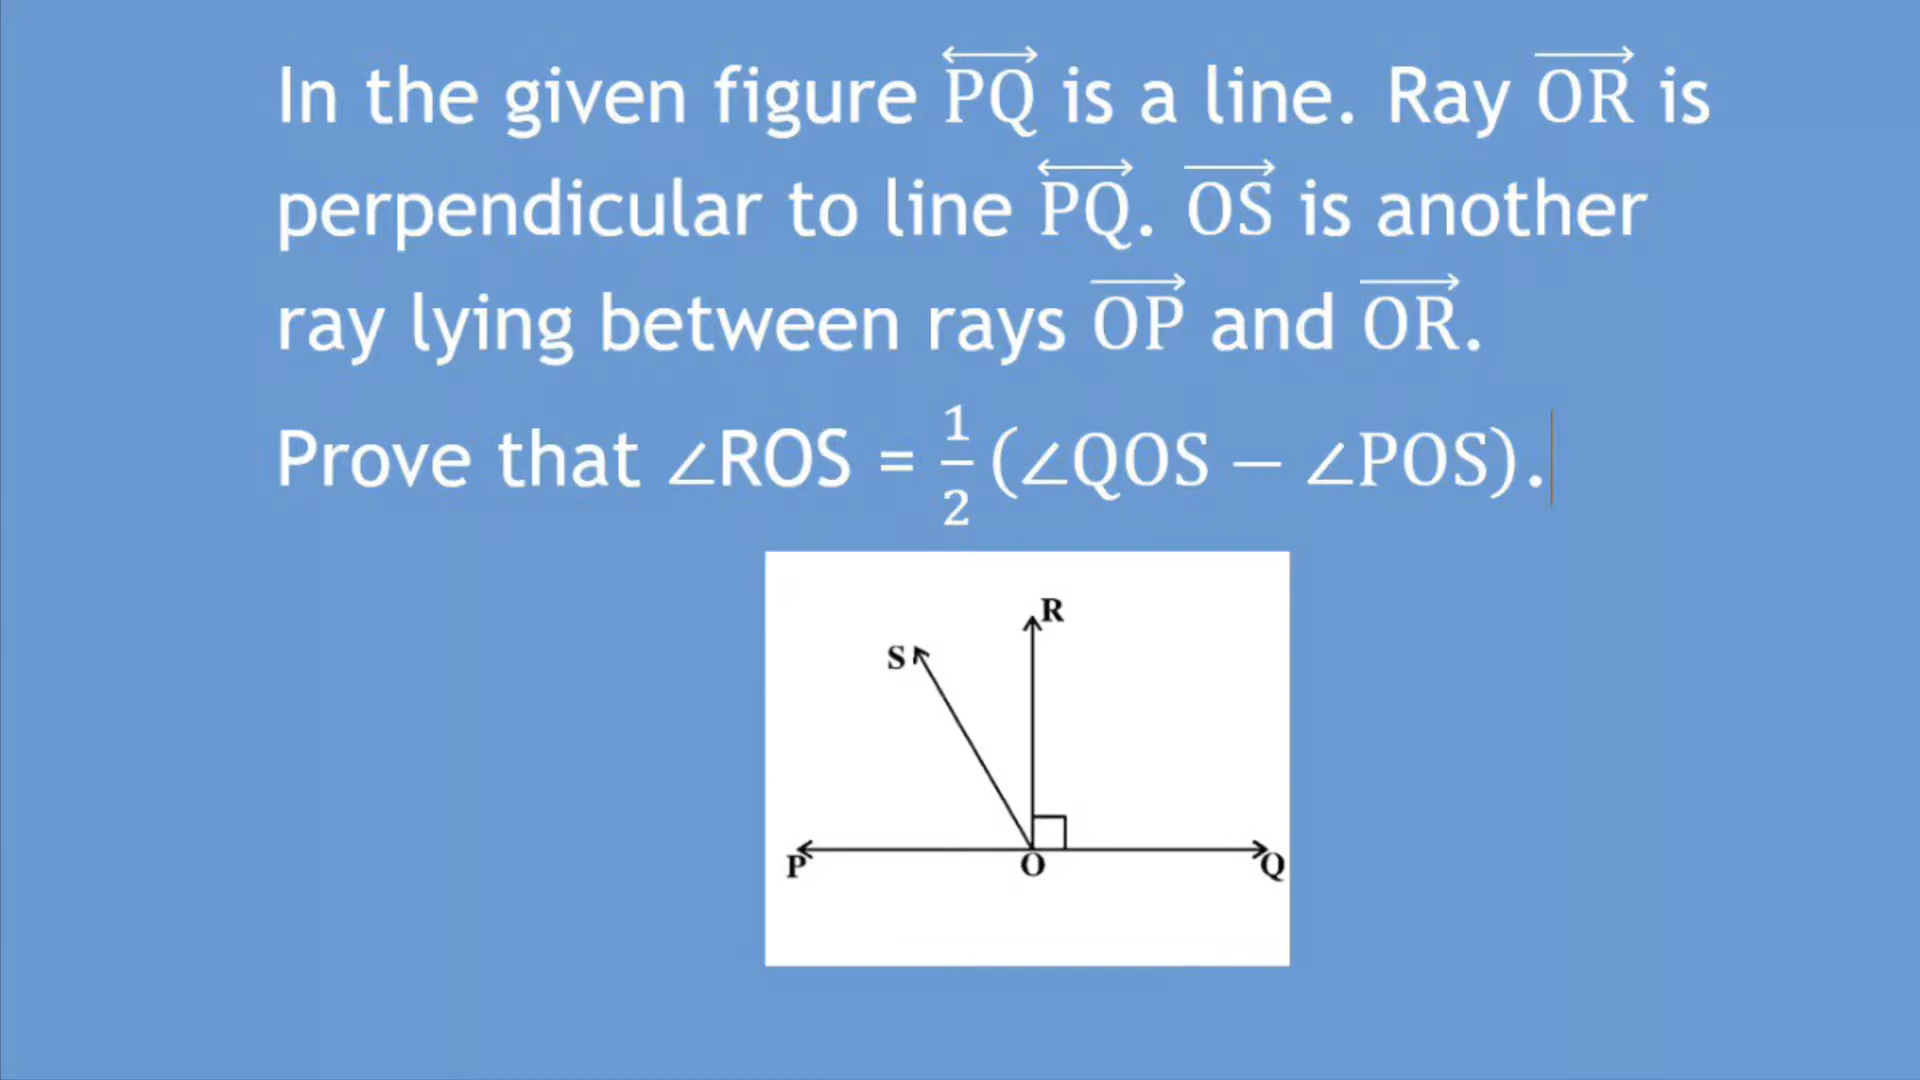 In the given figure PQ is a line. Ray OR is
perpendicular to line PQ. OS is another
ray lying between rays OP and OR.
Prove that ∠ROS = 1/2 (∠QOS – ∠POS).
R
S
P
O
Q